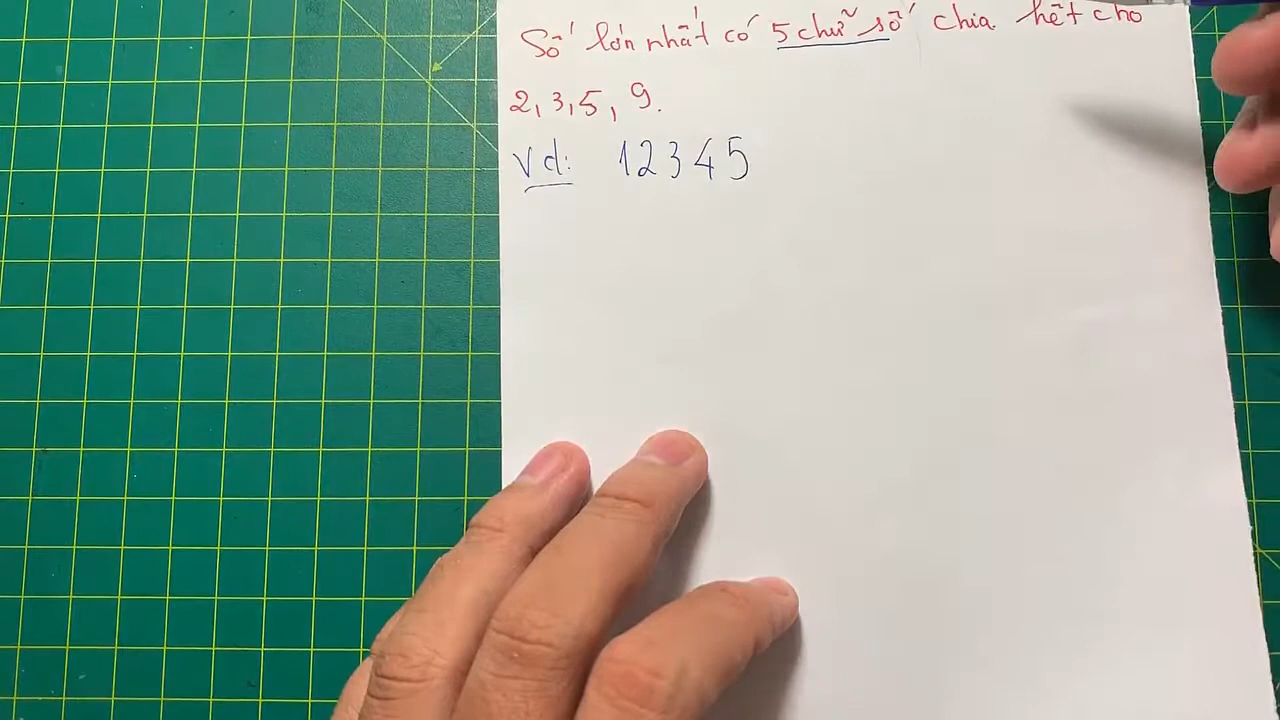 Số lớn nhất có 5 chữ số chia hết cho
2, 3, 5, 9.
Vd: 12345